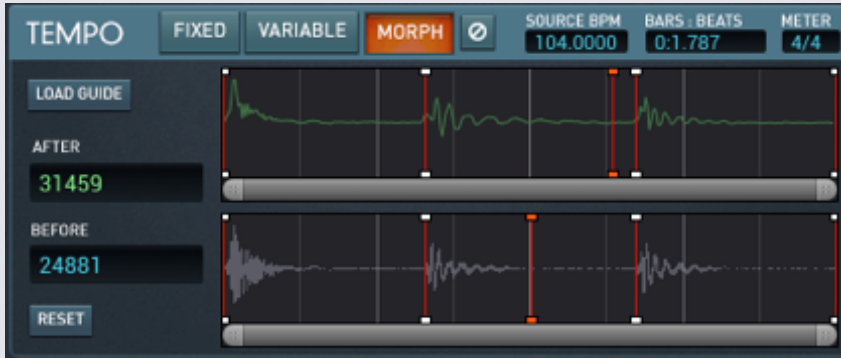 TEMPO FIXED VARIABLE MORPH SOURCE BPM BARS : BEATS METER
104.0000 0:1.787 4/4
LOAD GUIDE
AFTER
31459
BEFORE
24881
RESET